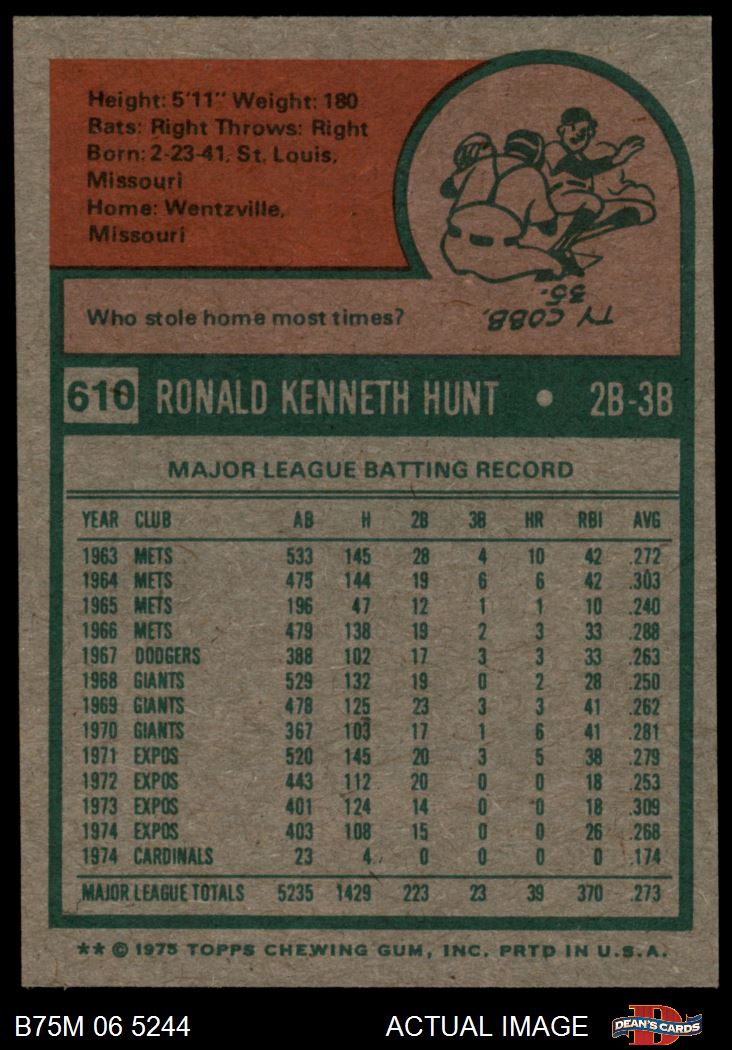 Height: 5'11" Weight: 180
Bats: Right Throws: Right
Born: 2-23-41, St. Louis,
Missouri
Home: Wentzville,
Missouri
Who stole home most times?
TY COBB,
35.
610 RONALD KENNETH HUNT • 2B-3B
MAJOR LEAGUE BATTING RECORD
YEAR CLUB AB H 2B 3B HR RBI AVG
1963 METS 533 145 28 4 10 42 .272
1964 METS 475 144 19 6 6 42 .303
1965 METS 196 47 12 1 1 10 .240
1966 METS 479 138 19 2 3 33 .288
1967 DODGERS 388 102 17 3 3 33 .263
1968 GIANTS 529 132 19 0 2 28 .250
1969 GIANTS 478 125 23 3 3 41 .262
1970 GIANTS 367 103 17 1 6 41 .281
1971 EXPOS 520 145 20 3 5 38 .279
1972 EXPOS 443 112 20 0 0 18 .253
1973 EXPOS 401 124 14 0 0 18 .309
1974 EXPOS 403 108 15 0 0 26 .268
1974 CARDINALS 23 4 0 0 0 0 .174
MAJOR LEAGUE TOTALS 5235 1429 223 23 39 370 .273
** © 1975 TOPPS CHEWING GUM, INC. PRTD IN U.S.A.
B75M 06 5244 ACTUAL IMAGE
D
DEAN'S CARDS